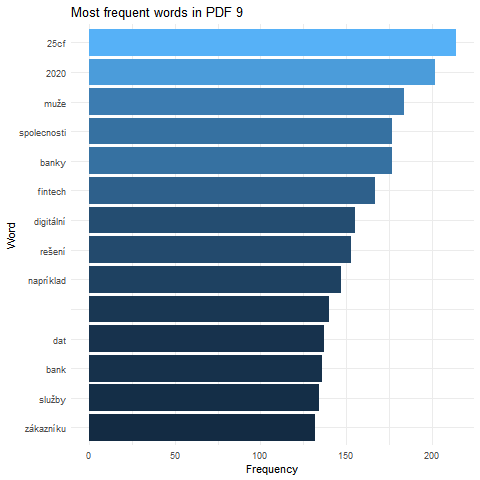 Most frequent words in PDF 9
25cf
2020
muže
spolecnosti
banky
fintech
digitální
rešení
napríklad
dat
bank
služby
zákazníku
Word
0
50
100
150
200
Frequency